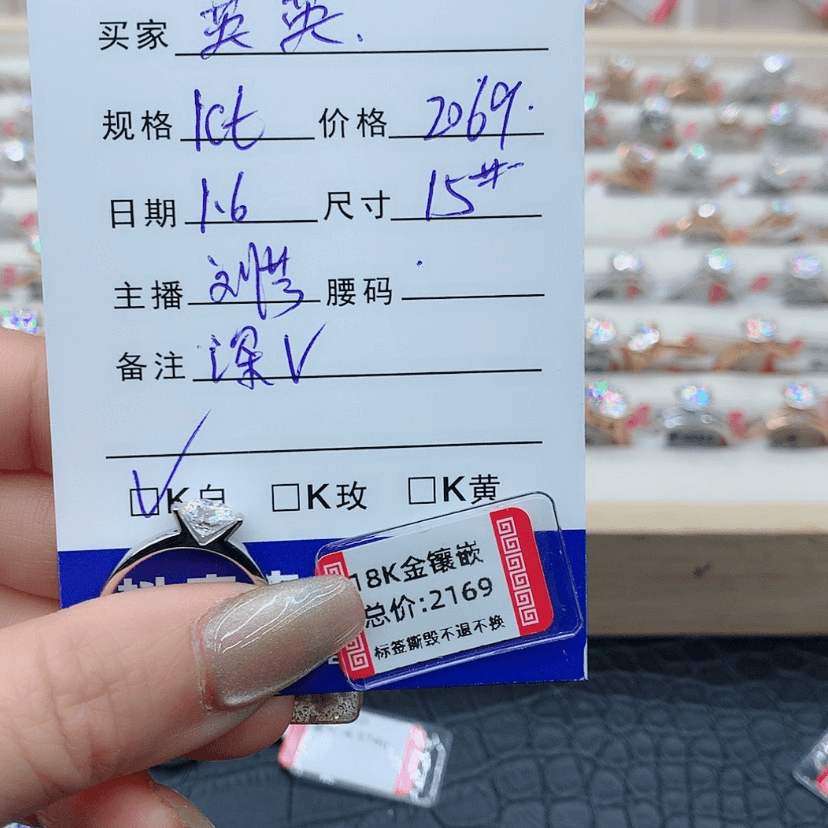 买家 英英.
规格 1ct 价格 2069.
日期 1.6 尺寸 15#
主播 腰码
备注 深V
☑K白 □K玫 □K黄
18K金镶嵌
总价:2169
标签撕毁不退不换